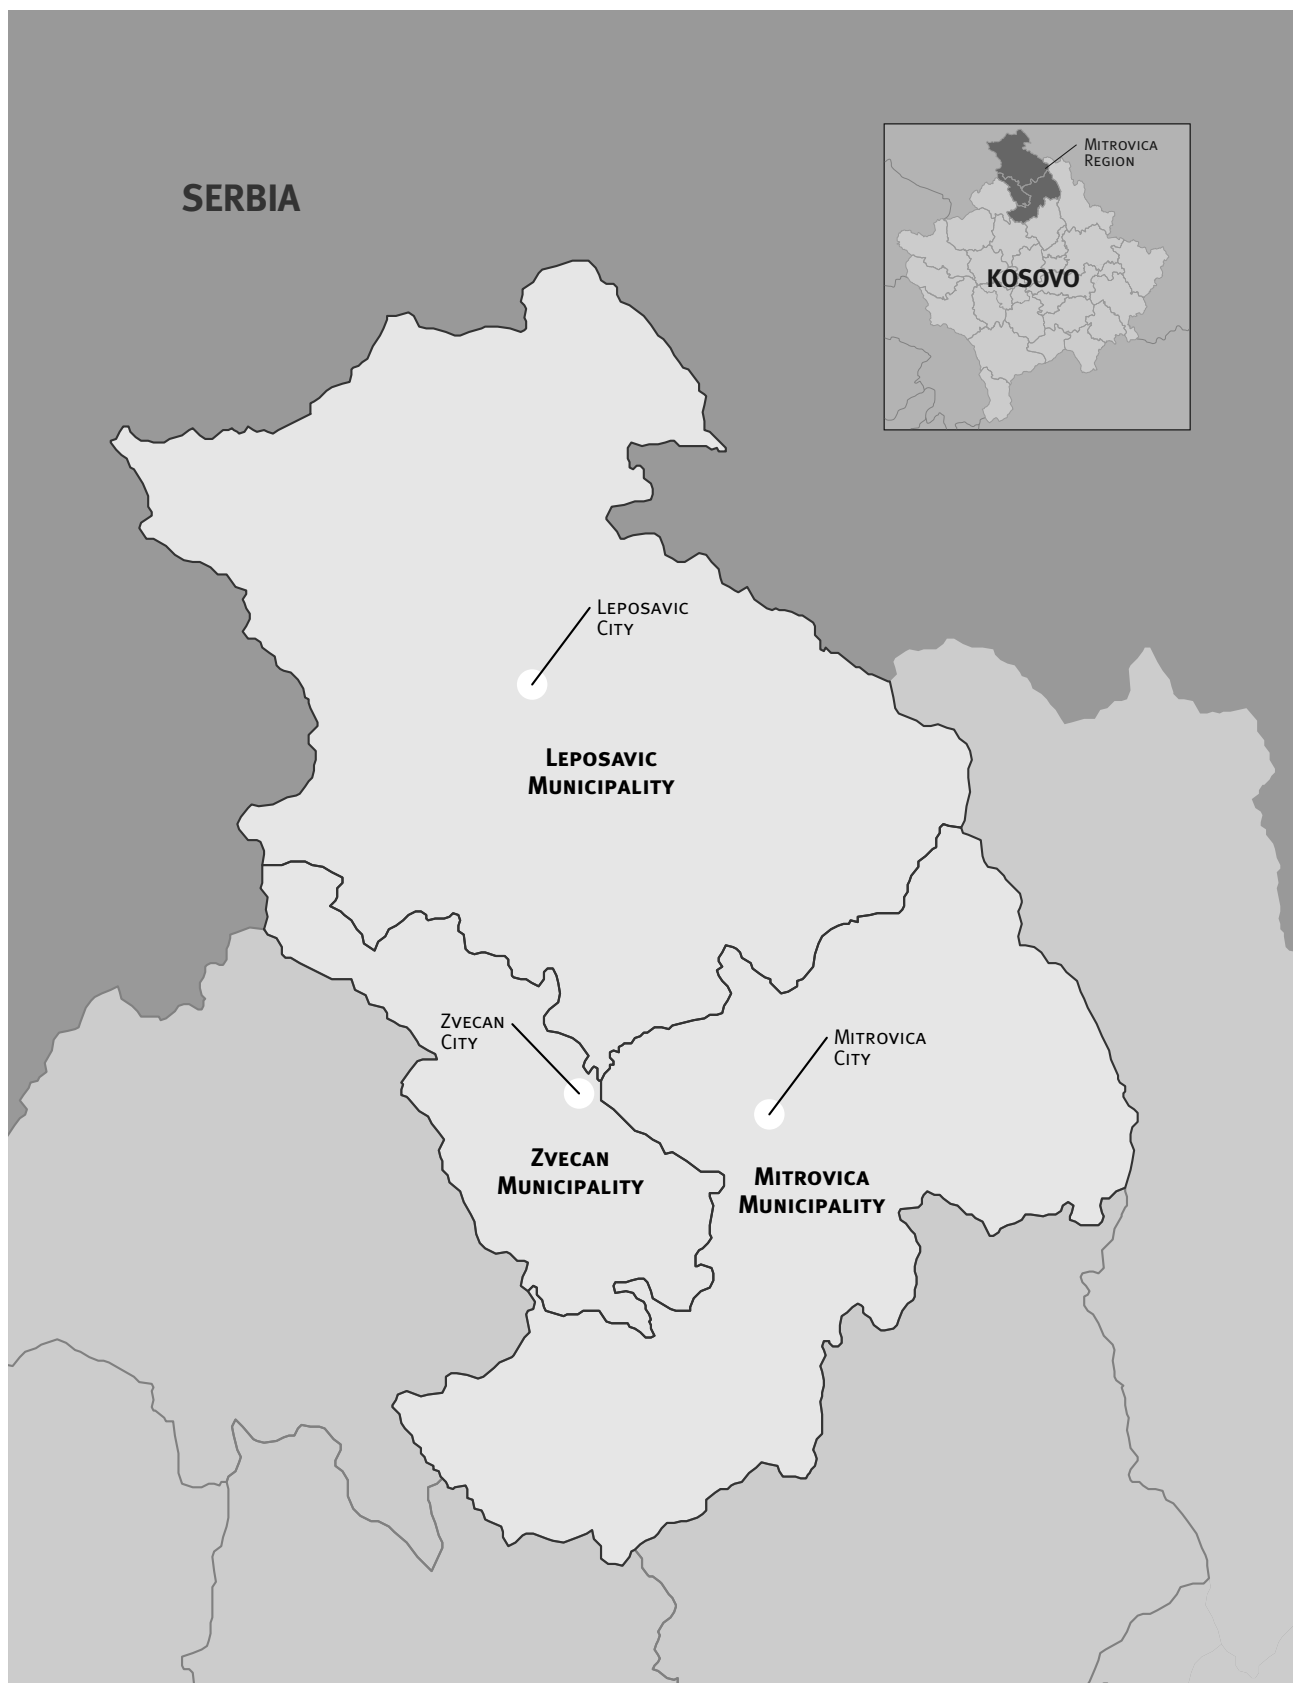 SERBIA
Mitrovica
Region
KOSOVO
Leposavic
City
Leposavic
Municipality
Zvecan
City
Mitrovica
City
Zvecan
Municipality
Mitrovica
Municipality